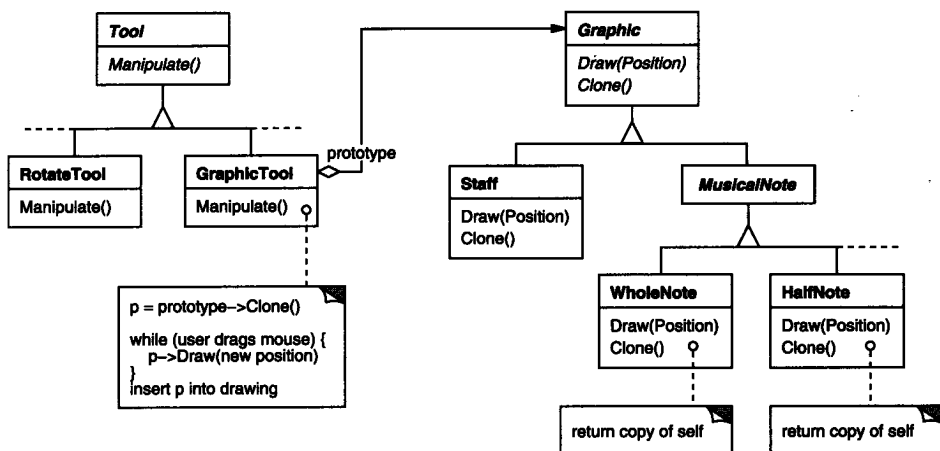 Tool
Manipulate()
Graphic
Draw(Position)
Clone()
prototype
RotateTool
Manipulate()
GraphicTool
Manipulate()
Staff
Draw(Position)
Clone()
MusicalNote
p = prototype–>Clone()
while (user drags mouse) {
p–>Draw(new position)
}
insert p into drawing
WholeNote
Draw(Position)
Clone()
HalfNote
Draw(Position)
Clone()
return copy of self
return copy of self